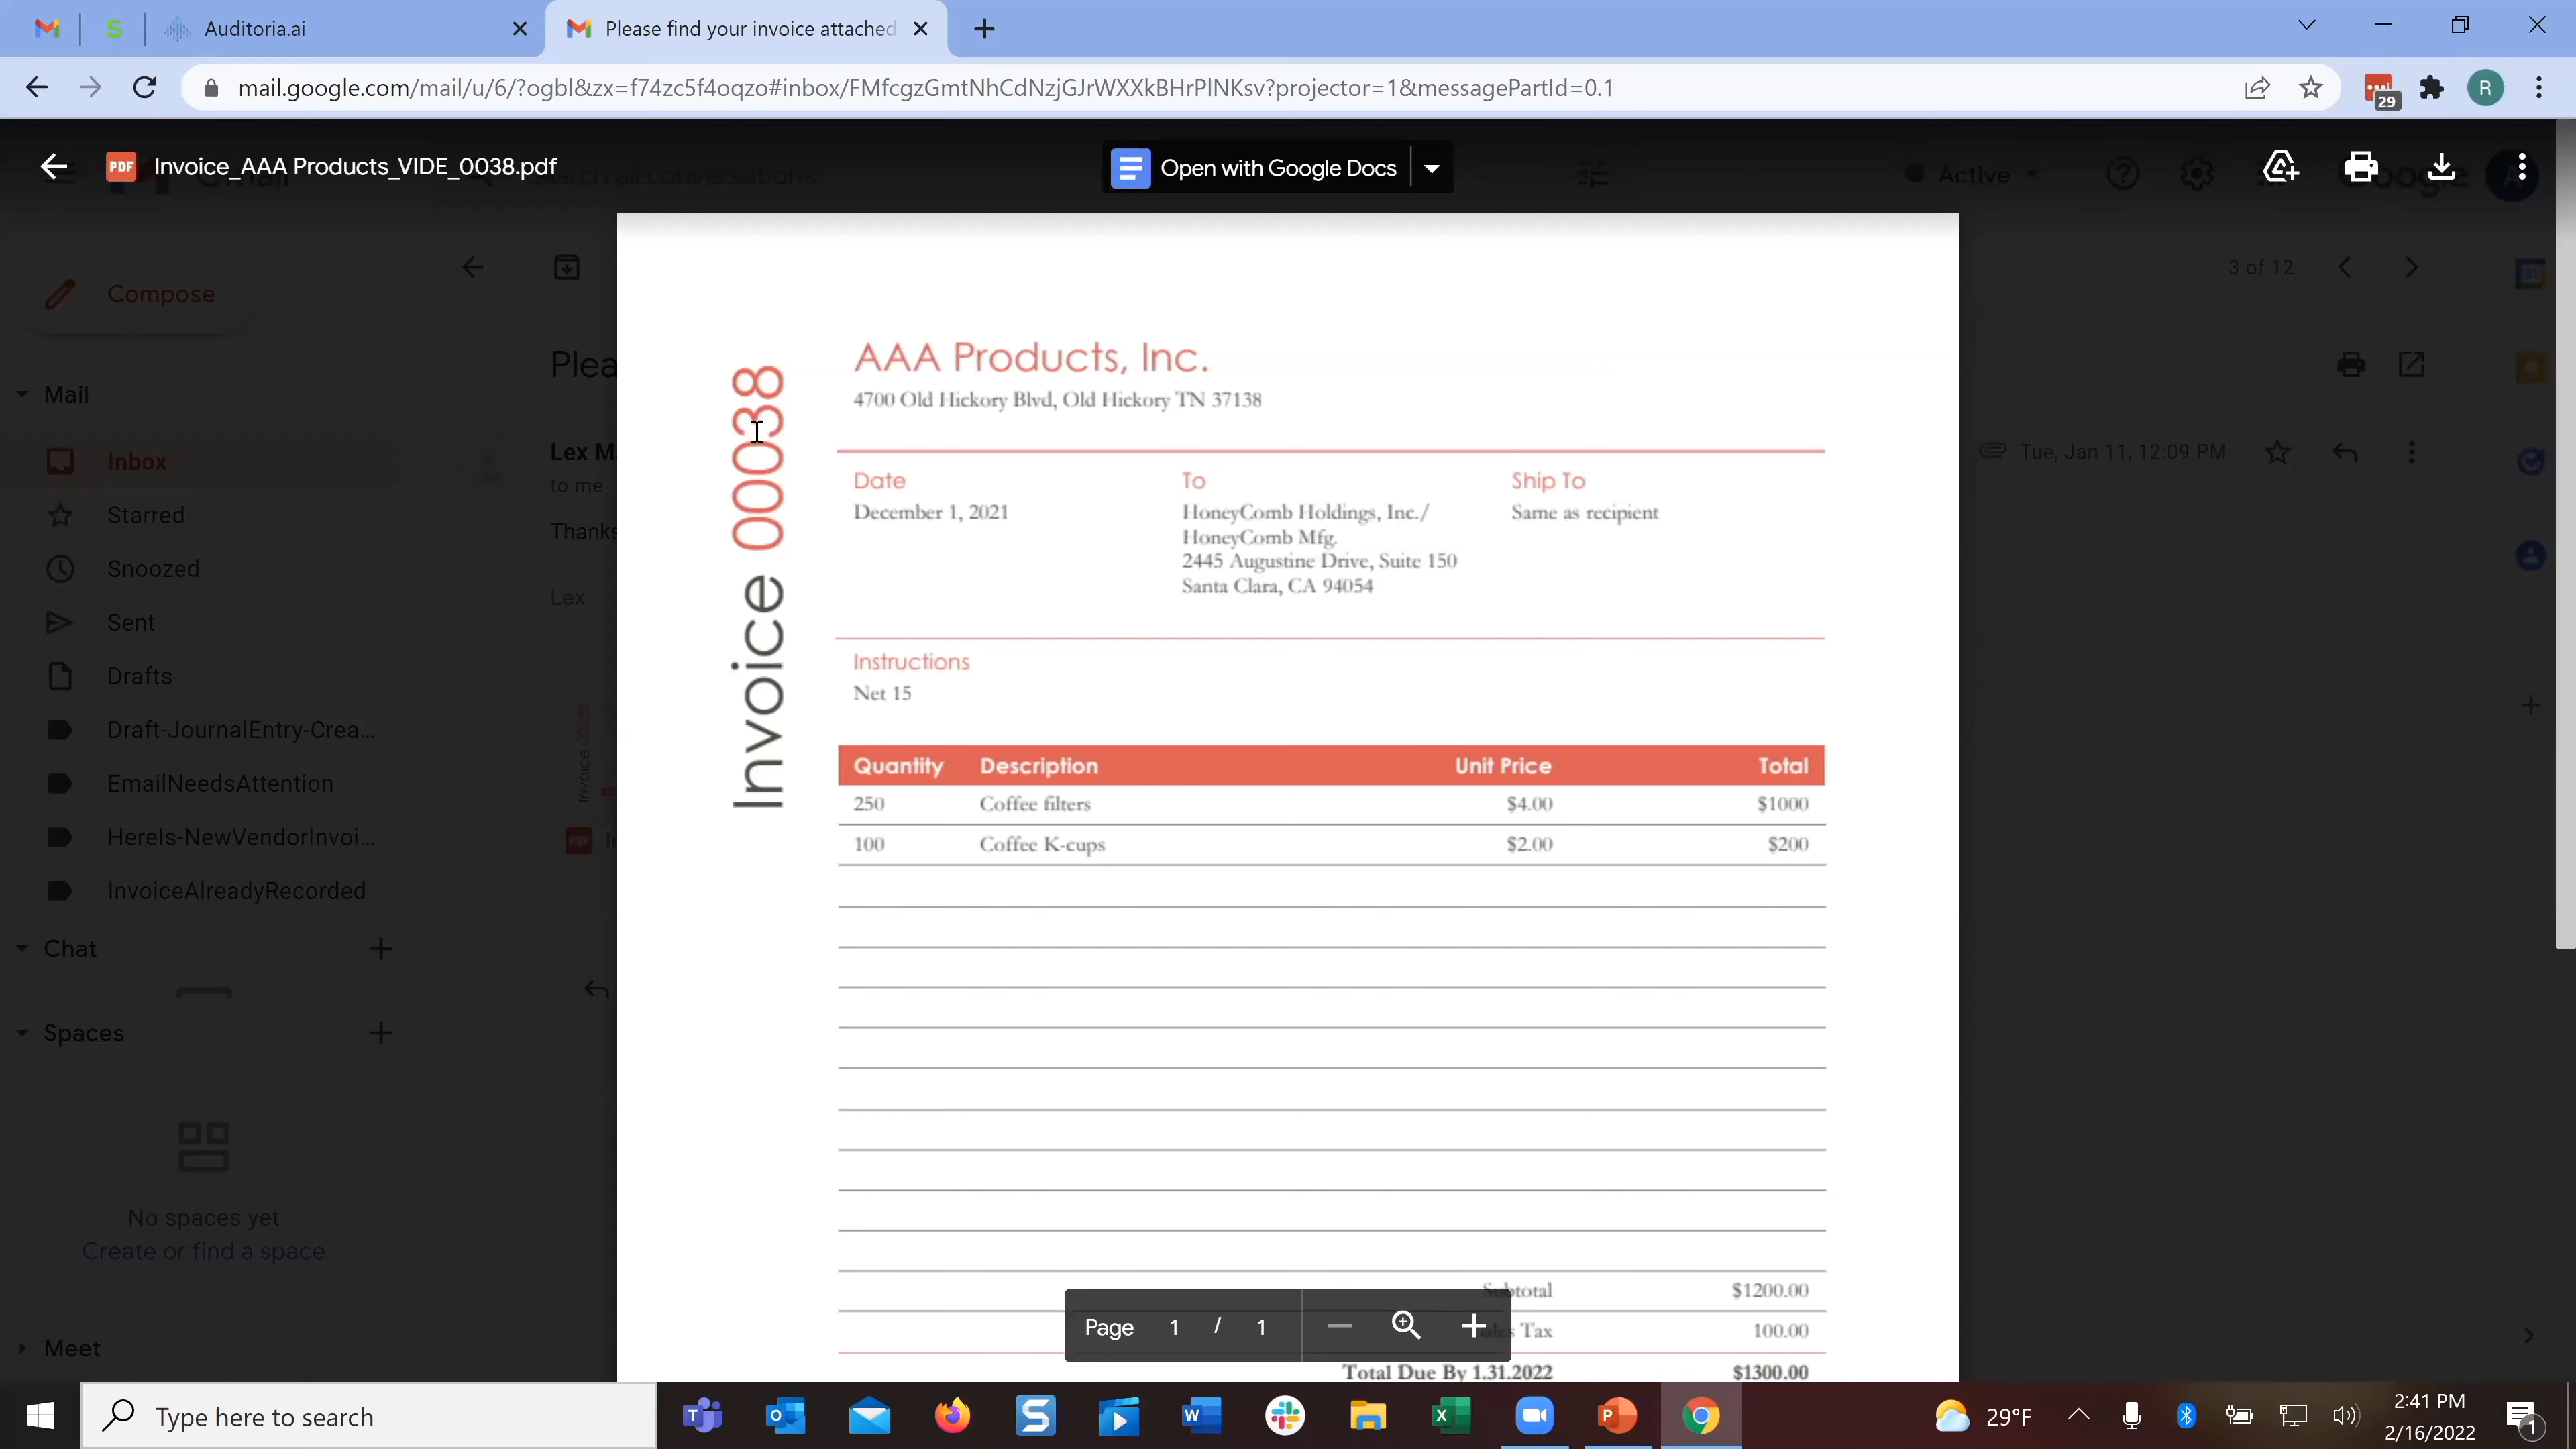 Auditoria.ai
Please find your invoice attached
mail.google.com/mail/u/6/?ogbl&zx=f74zc5f4oqzo#inbox/FMfcgzGmtNhCdNzjGJrWXXkBHrPlNKsv?projector=1&messagePartId=0.1
29
R
PDF
Invoice_AAA Products_VIDE_0038.pdf
Open with Google Docs
Active
Compose
3 of 12
Mail
Inbox
Starred
Snoozed
Sent
Drafts
Draft-JournalEntry-Crea...
EmailNeedsAttention
HereIs-NewVendorInvoi...
InvoiceAlreadyRecorded
Chat
Spaces
No spaces yet
Create or find a space
Meet
Plea
Lex M
to me
Thanks
Lex
Tue, Jan 11, 12:09 PM
Invoice 00038
AAA Products, Inc.
4700 Old Hickory Blvd, Old Hickory TN 37138
Date
December 1, 2021
To
HoneyComb Holdings, Inc./
HoneyComb Mfg.
2445 Augustine Drive, Suite 150
Santa Clara, CA 94054
Ship To
Same as recipient
Instructions
Net 15
Quantity Description Unit Price Total
250 Coffee filters $4.00 $1000
100 Coffee K-cups $2.00 $200
Subtotal $1200.00
Tax 100.00
Total Due By 1.31.2022 $1300.00
Page 1 / 1
Type here to search
29°F
2:41 PM
2/16/2022
1